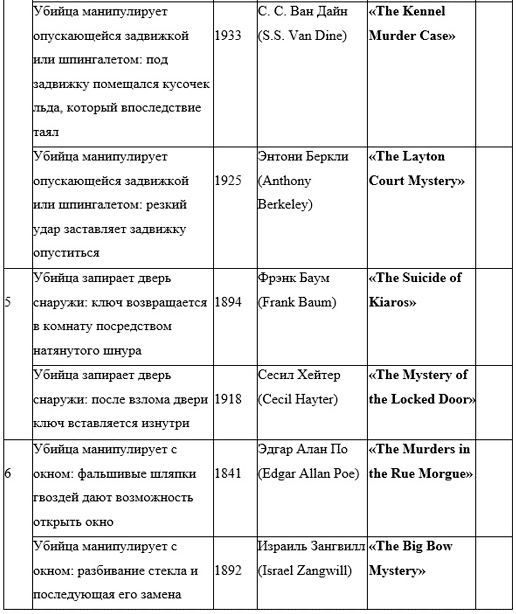 Убийца манипулирует
опускающейся задвижкой
или шпингалетом: под
задвижку помещался кусочек
льда, который впоследствие
таял
1933
С. С. Ван Дайн
(S.S. Van Dine)
«The Kennel
Murder Case»
Убийца манипулирует
опускающейся задвижкой
или шпингалетом: резкий
удар заставляет задвижку
опуститься
1925
Энтони Беркли
(Anthony
Berkeley)
«The Layton
Court Mystery»
5
Убийца запирает дверь
снаружи: ключ возвращается
в комнату посредством
натянутого шнура
1894
Фрэнк Баум
(Frank Baum)
«The Suicide of
Kiaros»
Убийца запирает дверь
снаружи: после взлома двери
ключ вставляется изнутри
1918
Сесил Хейтер
(Cecil Hayter)
«The Mystery of
the Locked Door»
6
Убийца манипулирует с
окном: фальшивые шляпки
гвоздей дают возможность
открыть окно
1841
Эдгар Алан По
(Edgar Allan Poe)
«The Murders in
the Rue Morgue»
Убийца манипулирует с
окном: разбивание стекла и
последующая его замена
1892
Израиль Зангвилл
(Israel Zangwill)
«The Big Bow
Mystery»